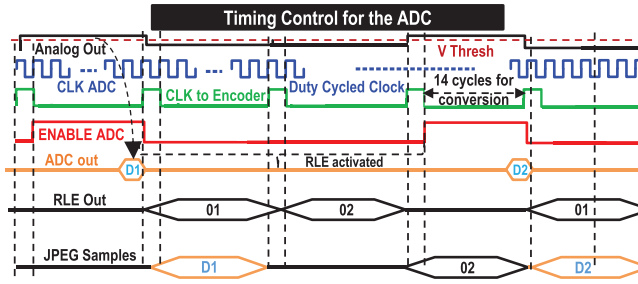 Timing Control for the ADC
Analog Out
V Thresh
CLK ADC
CLK to Encoder
Duty Cycled Clock
14 cycles for
conversion
ENABLE ADC
ADC out
D1
RLE activated
D2
RLE Out
01
02
01
JPEG Samples
D1
02
D2